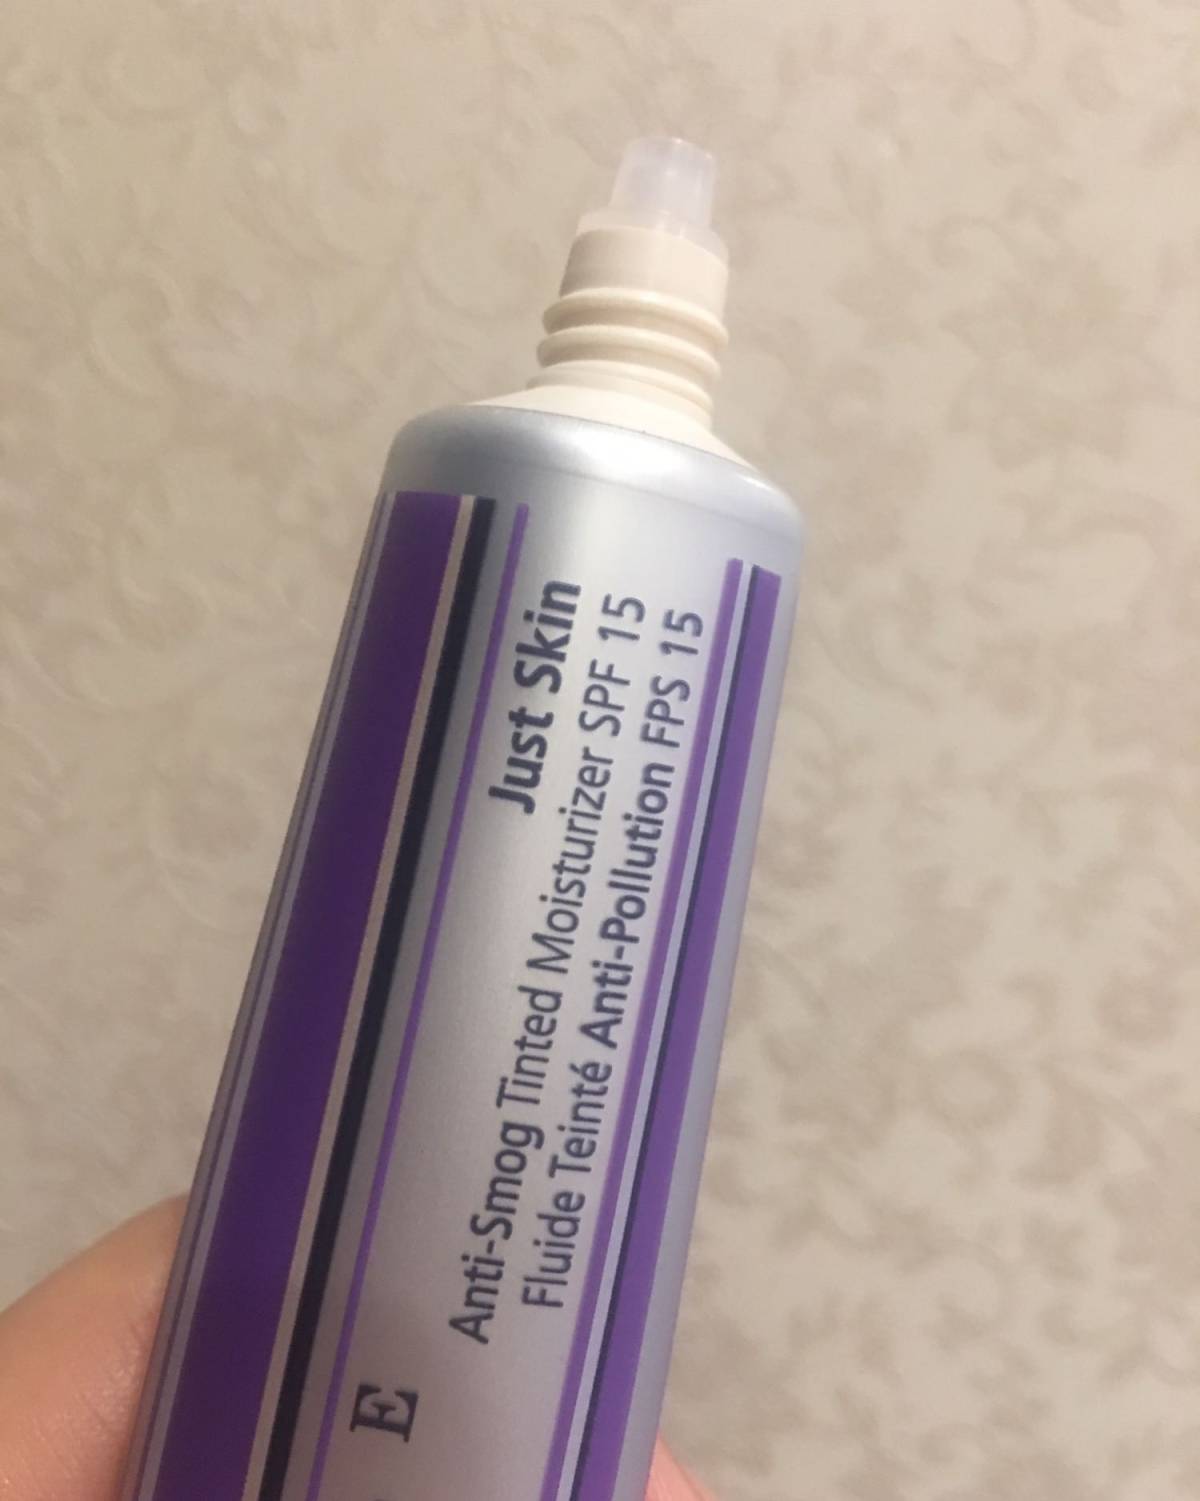 Just Skin
Anti-Smog Tinted Moisturizer SPF 15
Fluide Teinté Anti-Pollution FPS 15
E